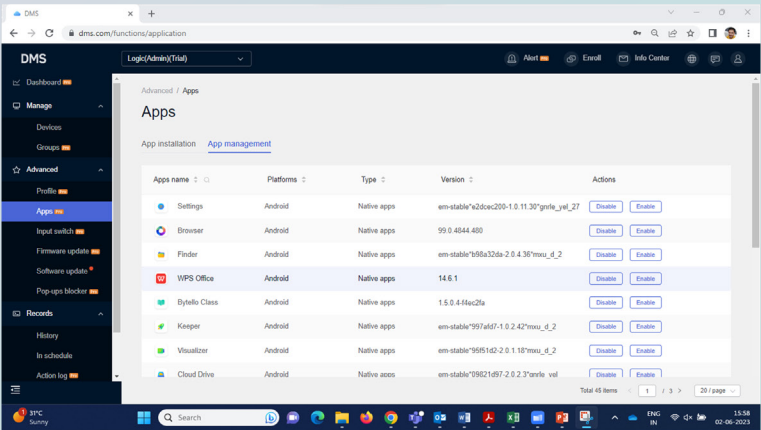 DMS
dms.com/functions/application
DMS
Logic(Admin)(Trial)
Alert
Enroll
Info Center
Dashboard
Manage
Devices
Groups
Advanced
Profile
Apps
Input switch
Firmware update
Software update
Pop-ups blocker
Records
History
In schedule
Action log
Advanced / Apps
Apps
App installation App management
Apps name Platforms Type Version Actions
Settings Android Native apps em-stable*e2dcec200-1.0.11.30*gnrle_yel_27 Disable Enable
Browser Android Native apps 99.0.4844.480 Disable Enable
Finder Android Native apps em-stable*b98a32da-2.0.4.36*mxu_d_2 Disable Enable
WPS Office Android Native apps 14.6.1 Disable Enable
Bytello Class Android Native apps 1.5.0.4-f4ec2fa Disable Enable
Keeper Android Native apps em-stable*997afd7-1.0.2.42*mxu_d_2 Disable Enable
Visualizer Android Native apps em-stable*95f51d2-2.0.1.18*mxu_d_2 Disable Enable
Cloud Drive Android Native apps em-stable*09821d97-2.0.2.3*gnrle_yel Disable Enable
Total 45 items 1 / 3 20 / page
1
31°C
Sunny
Search
ENG
IN
15:58
02-06-2023